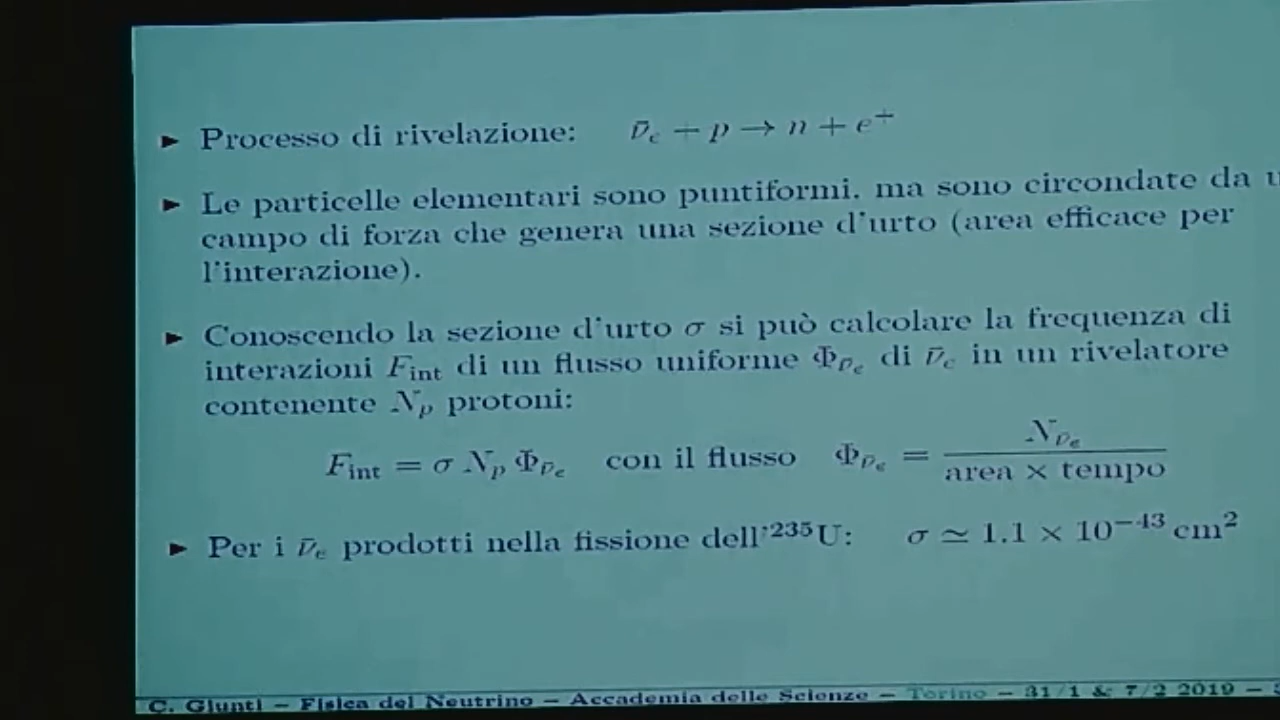 ► Processo di rivelazione: ν̄e + p → n + e⁺
► Le particelle elementari sono puntiformi, ma sono circondate da
campo di forza che genera una sezione d'urto (area efficace per
l'interazione).
► Conoscendo la sezione d'urto σ si può calcolare la frequenza di
interazioni Fint di un flusso uniforme Φν̄e di ν̄e in un rivelatore
contenente Np protoni:
Fint = σ Np Φν̄e con il flusso Φν̄e = Nν̄e / area × tempo
► Per i ν̄e prodotti nella fissione dell'²³⁵U: σ ≃ 1.1 × 10⁻⁴³ cm²
C. Giunti − Fisica del Neutrino − Accademia delle Scienze − Torino − 31/1 & 7/2 2019 −